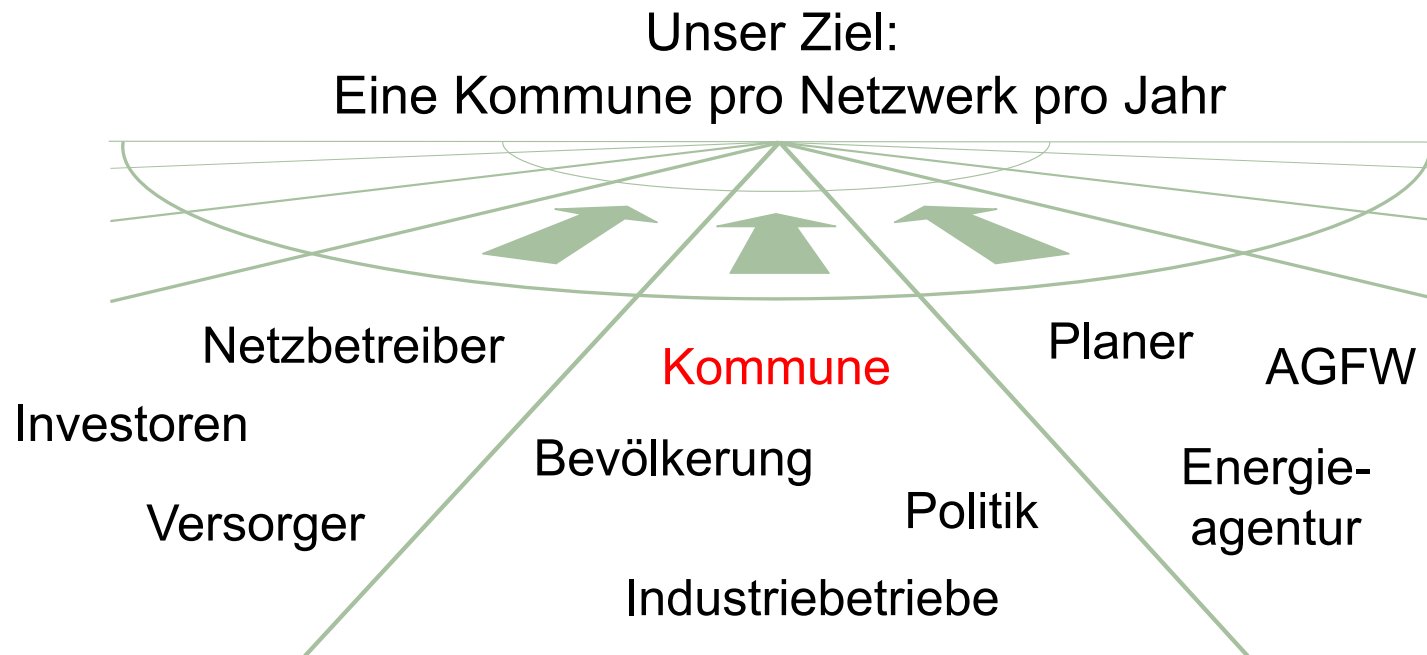 Unser Ziel:
Eine Kommune pro Netzwerk pro Jahr
Netzbetreiber
Kommune
Planer
AGFW
Investoren
Bevölkerung
Energie-
agentur
Versorger
Politik
Industriebetriebe